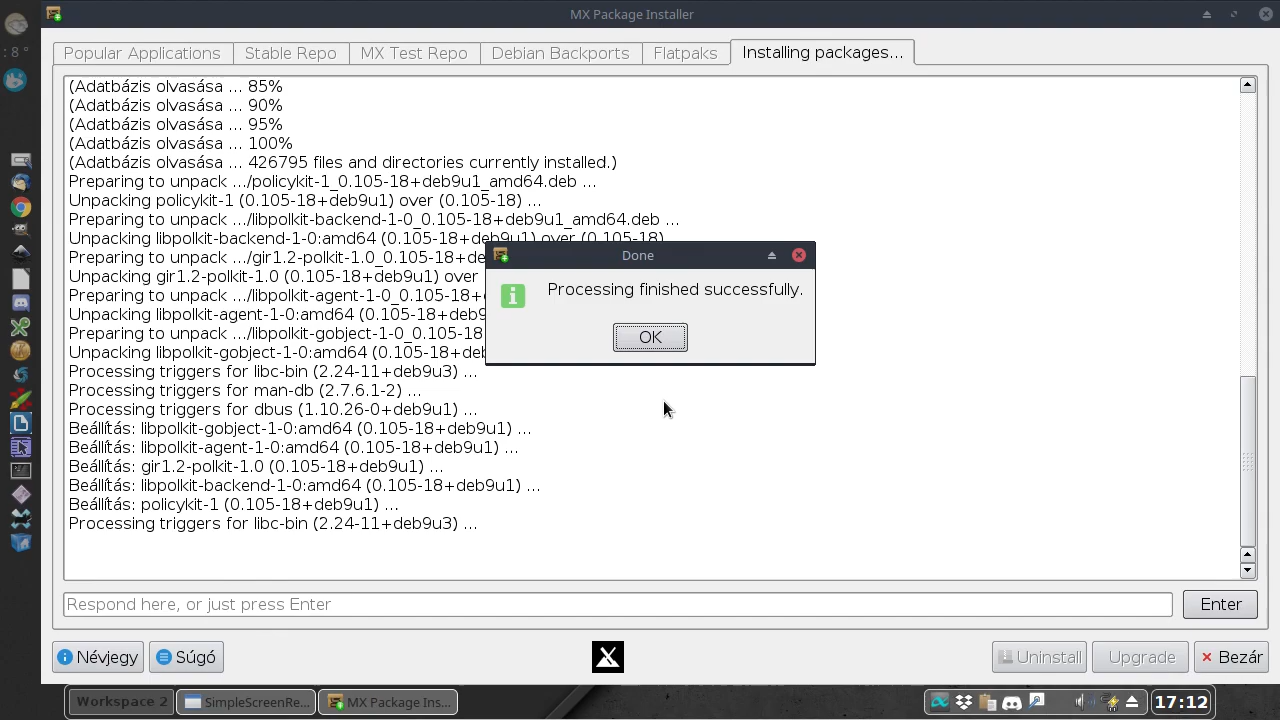 MX Package Installer
: 8 °
Popular Applications
Stable Repo
MX Test Repo
Debian Backports
Flatpaks
Installing packages...
(Adatbázis olvasása ... 85%
(Adatbázis olvasása ... 90%
(Adatbázis olvasása ... 95%
(Adatbázis olvasása ... 100%
(Adatbázis olvasása ... 426795 files and directories currently installed.)
Preparing to unpack .../policykit-1_0.105-18+deb9u1_amd64.deb ...
Unpacking policykit-1 (0.105-18+deb9u1) over (0.105-18) ...
Preparing to unpack .../libpolkit-backend-1-0_0.105-18+deb9u1_amd64.deb ...
Unpacking libpolkit-backend-1-0:amd64 (0.105-18+deb9u1) over (0.105-18)
Preparing to unpack .../gir1.2-polkit-1.0_0.105-18+de
Unpacking gir1.2-polkit-1.0 (0.105-18+deb9u1) over
Preparing to unpack .../libpolkit-agent-1-0_0.105-18+
Unpacking libpolkit-agent-1-0:amd64 (0.105-18+deb9
Preparing to unpack .../libpolkit-gobject-1-0_0.105-18
Unpacking libpolkit-gobject-1-0:amd64 (0.105-18+deb
Processing triggers for libc-bin (2.24-11+deb9u3) ...
Processing triggers for man-db (2.7.6.1-2) ...
Processing triggers for dbus (1.10.26-0+deb9u1) ...
Beállítás: libpolkit-gobject-1-0:amd64 (0.105-18+deb9u1) ...
Beállítás: libpolkit-agent-1-0:amd64 (0.105-18+deb9u1) ...
Beállítás: gir1.2-polkit-1.0 (0.105-18+deb9u1) ...
Beállítás: libpolkit-backend-1-0:amd64 (0.105-18+deb9u1) ...
Beállítás: policykit-1 (0.105-18+deb9u1) ...
Processing triggers for libc-bin (2.24-11+deb9u3) ...
Done
Processing finished successfully.
OK
Respond here, or just press Enter
Enter
Névjegy
Súgó
Uninstall
Upgrade
Bezár
Workspace 2
SimpleScreenRe...
MX Package Ins...
17:12